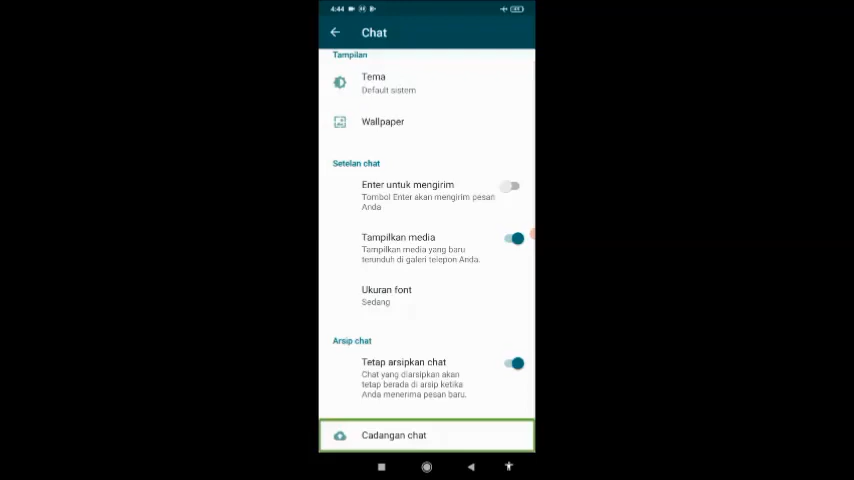 4:44
Chat
Tampilan
Tema
Default sistem
Wallpaper
Setelan chat
Enter untuk mengirim
Tombol Enter akan mengirim pesan
Anda
Tampilkan media
Tampilkan media yang baru
terunduh di galeri telepon Anda.
Ukuran font
Sedang
Arsip chat
Tetap arsipkan chat
Chat yang diarsipkan akan
tetap berada di arsip ketika
Anda menerima pesan baru.
Cadangan chat